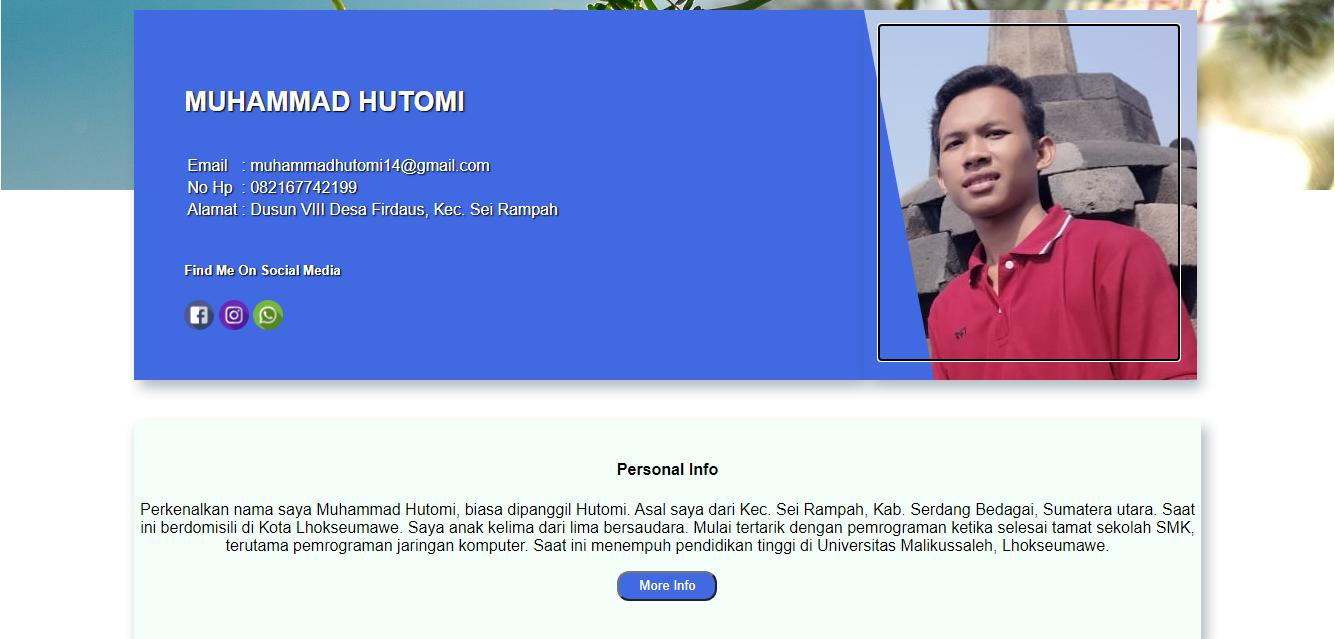 MUHAMMAD HUTOMI
Email : muhammadhutomi14@gmail.com
No Hp : 082167742199
Alamat : Dusun VIII Desa Firdaus, Kec. Sei Rampah
Find Me On Social Media
Personal Info
Perkenalkan nama saya Muhammad Hutomi, biasa dipanggil Hutomi. Asal saya dari Kec. Sei Rampah, Kab. Serdang Bedagai, Sumatera utara. Saat
ini berdomisili di Kota Lhokseumawe. Saya anak kelima dari lima bersaudara. Mulai tertarik dengan pemrograman ketika selesai tamat sekolah SMK,
terutama pemrograman jaringan komputer. Saat ini menempuh pendidikan tinggi di Universitas Malikussaleh, Lhokseumawe.
More Info